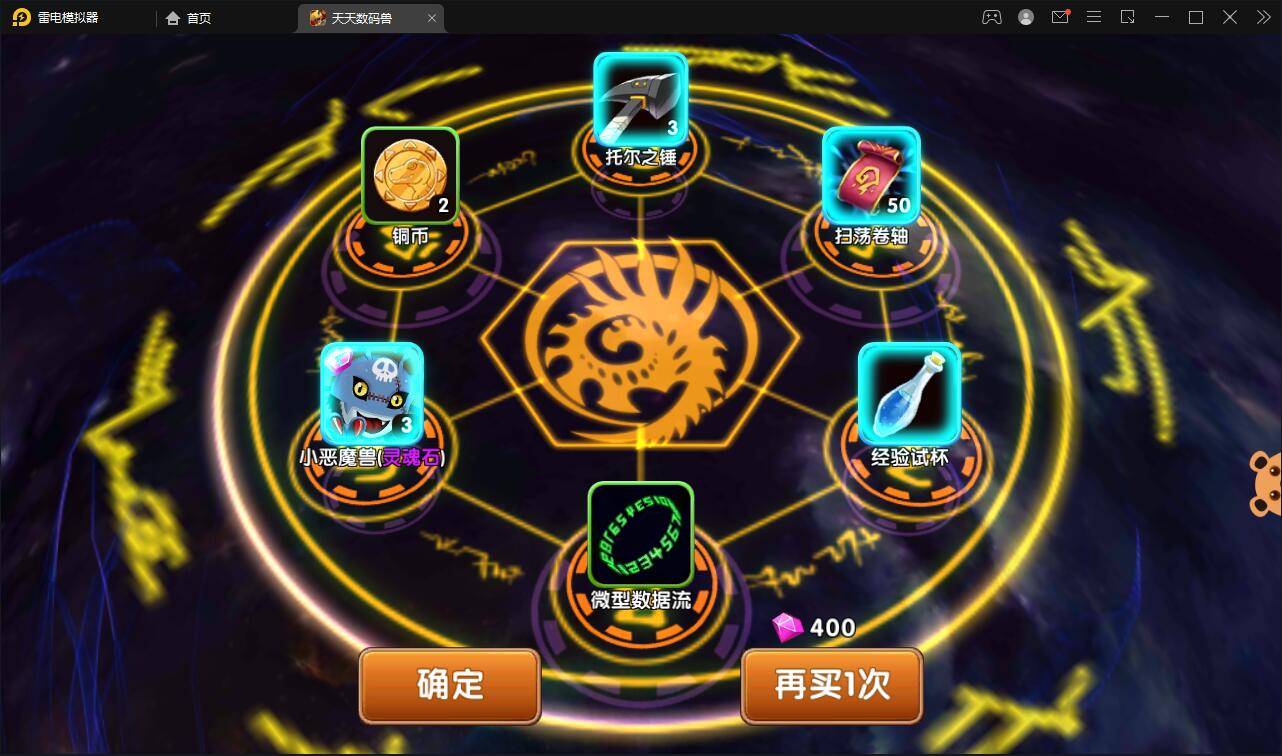 雷电模拟器
首页
天天数码兽
3
托尔之锤
2
铜币
50
扫荡卷轴
3
小恶魔兽(灵魂石)
经验试杯
微型数据流
400
确定
再买1次